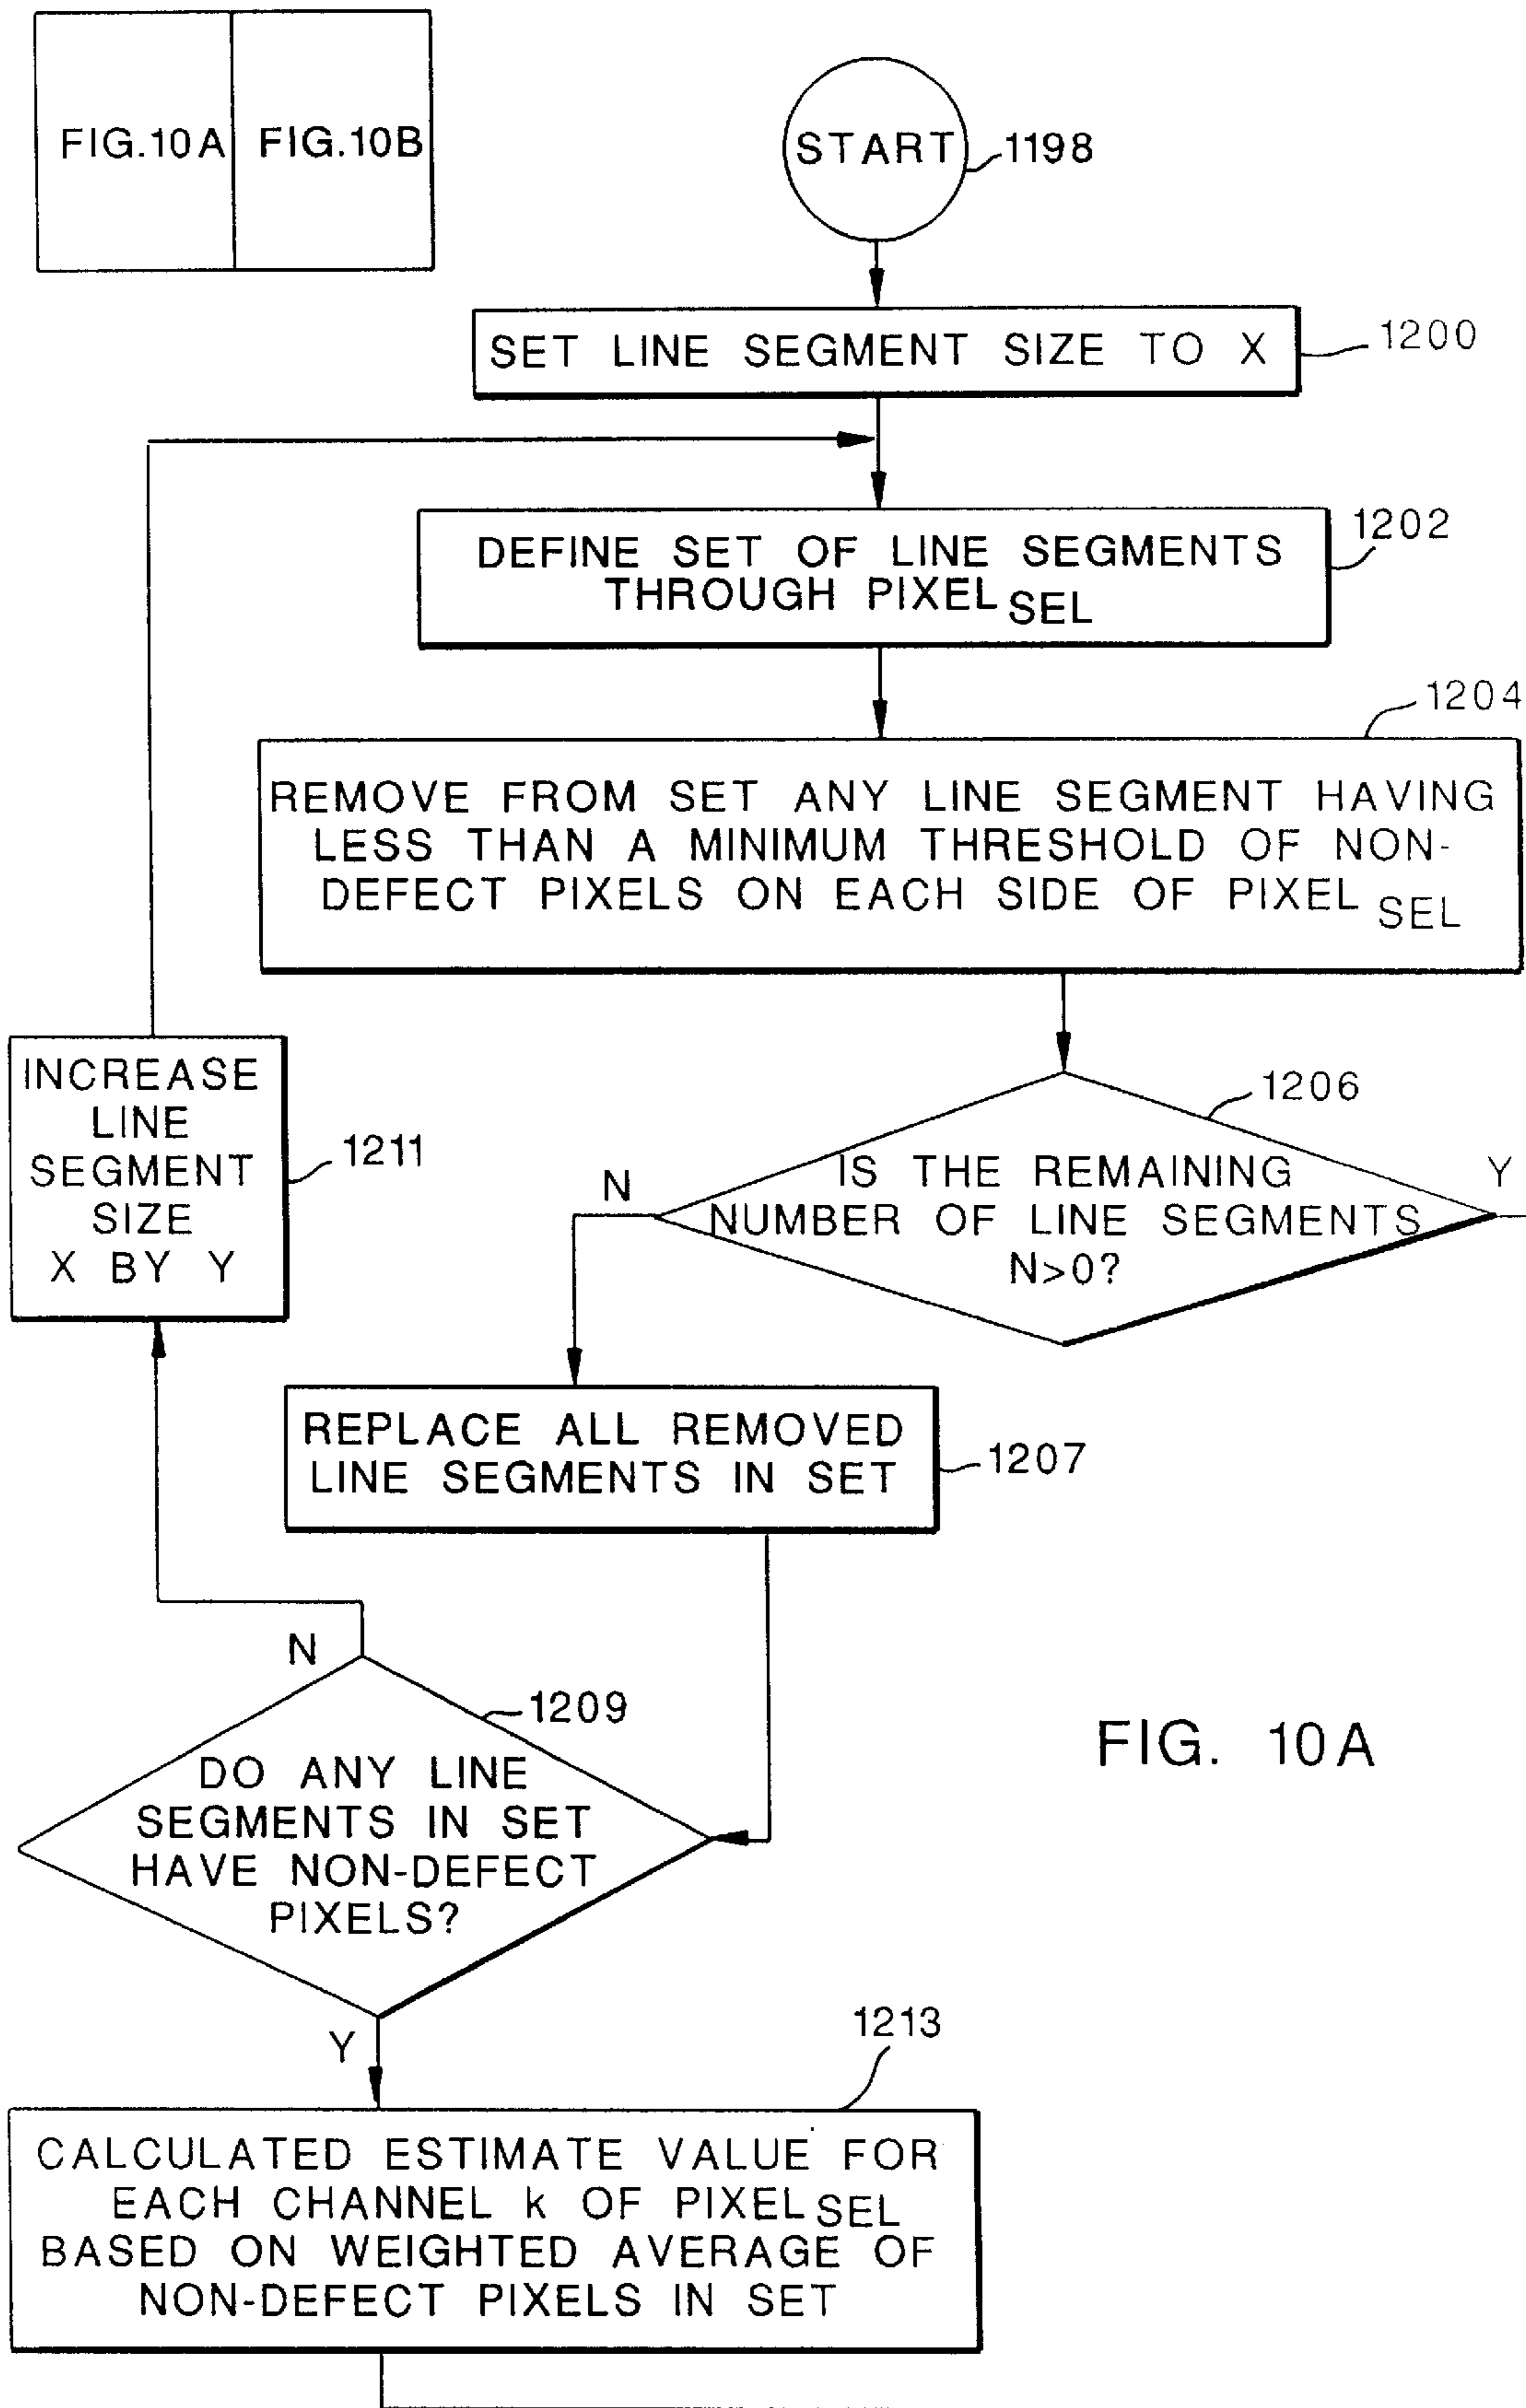 FIG.10A FIG.10B
START
1198
SET LINE SEGMENT SIZE TO X
1200
1202
DEFINE SET OF LINE SEGMENTS
THROUGH PIXEL SEL
1204
REMOVE FROM SET ANY LINE SEGMENT HAVING
LESS THAN A MINIMUM THRESHOLD OF NON-
DEFECT PIXELS ON EACH SIDE OF PIXEL SEL
1206
IS THE REMAINING
NUMBER OF LINE SEGMENTS
N>0?
N
Y
INCREASE
LINE
SEGMENT
SIZE
X BY Y
1211
REPLACE ALL REMOVED
LINE SEGMENTS IN SET
1207
N
1209
DO ANY LINE
SEGMENTS IN SET
HAVE NON-DEFECT
PIXELS?
FIG. 10A
Y
1213
CALCULATED ESTIMATE VALUE FOR
EACH CHANNEL k OF PIXEL SEL
BASED ON WEIGHTED AVERAGE OF
NON-DEFECT PIXELS IN SET